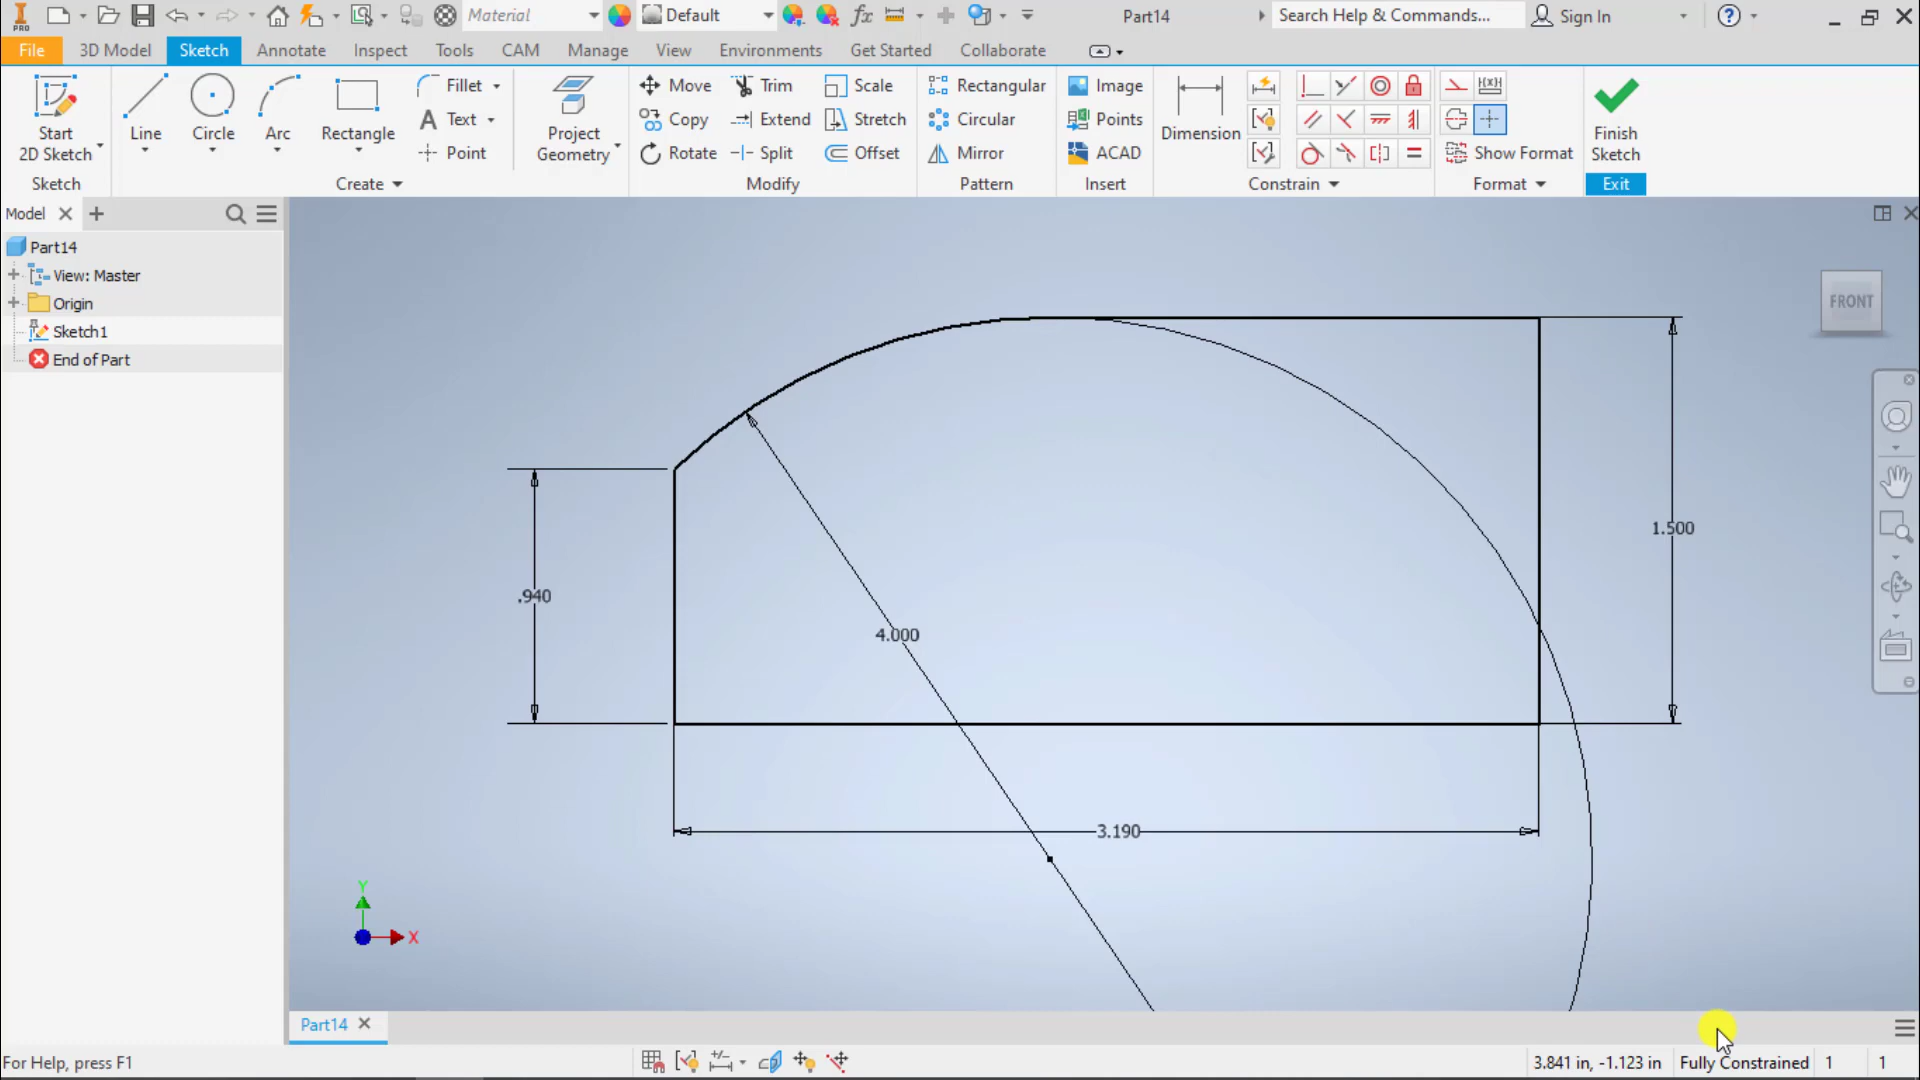 PRO
Material
Default
fx
Part14
Search Help & Commands...
Sign In
File
3D Model
Sketch
Annotate
Inspect
Tools
CAM
Manage
View
Environments
Get Started
Collaborate
Start
2D Sketch
Line
Circle
Arc
Rectangle
Fillet
Text
Point
Project
Geometry
Move
Copy
Rotate
Trim
Extend
Split
Scale
Stretch
Offset
Rectangular
Circular
Mirror
Image
Points
ACAD
Dimension
Show Format
Finish
Sketch
Sketch
Create
Modify
Pattern
Insert
Constrain
Format
Exit
Model
Part14
View: Master
Origin
Sketch1
End of Part
FRONT
.940
4.000
1.500
3.190
Y
X
Part14
For Help, press F1
3.841 in, -1.123 in
Fully Constrained
1
1